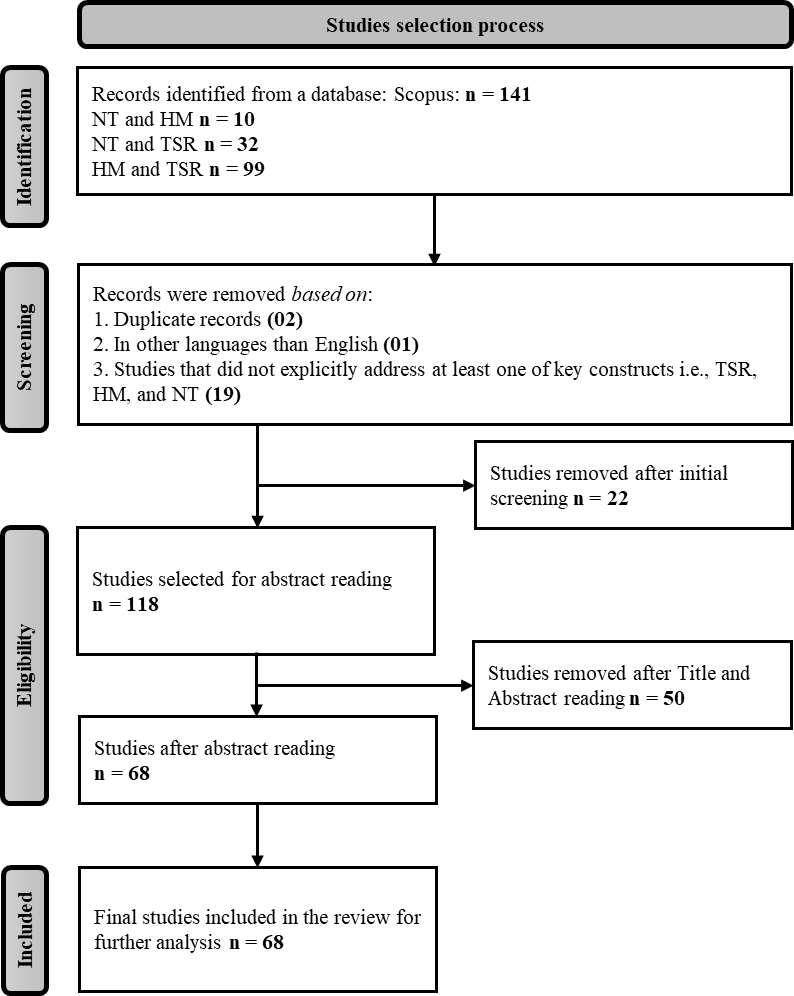 Studies selection process
Identification
Records identified from a database: Scopus: n = 141
NT and HM n = 10
NT and TSR n = 32
HM and TSR n = 99
Screening
Records were removed based on:
1. Duplicate records (02)
2. In other languages than English (01)
3. Studies that did not explicitly address at least one of key constructs i.e., TSR,
HM, and NT (19)
Studies removed after initial
screening n = 22
Eligibility
Studies selected for abstract reading
n = 118
Studies removed after Title and
Abstract reading n = 50
Studies after abstract reading
n = 68
Included
Final studies included in the review for
further analysis n = 68